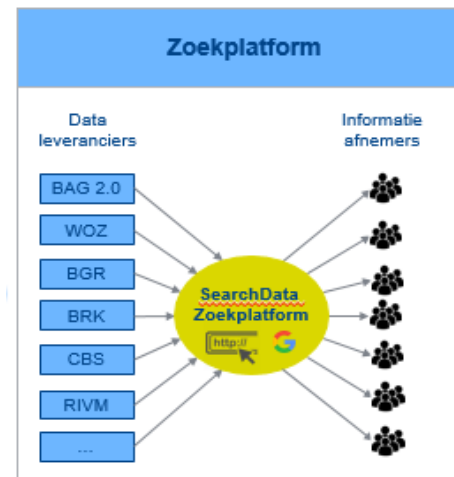 Zoekplatform
Data
leveranciers
Informatie
afnemers
BAG 2.0
WOZ
BGR
BRK
CBS
RIVM
...
SearchData
Zoekplatform
http://
G